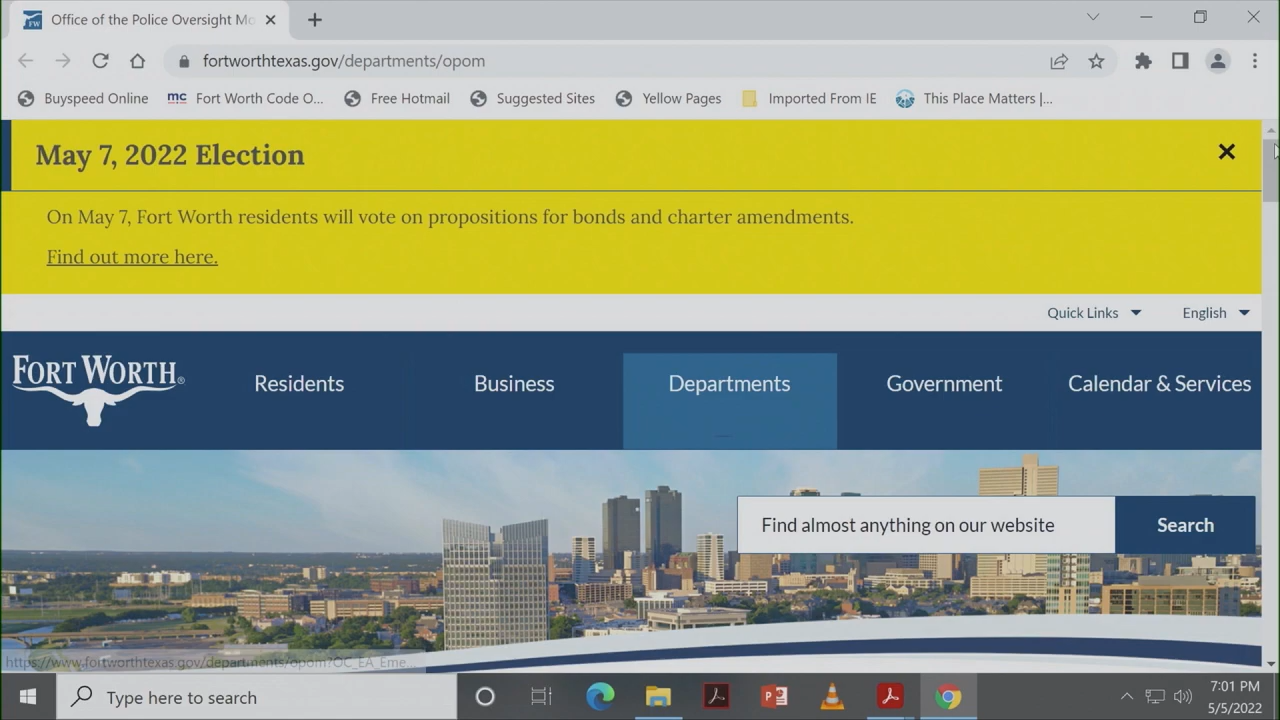 FW Office of the Police Oversight Mo
fortworthtexas.gov/departments/opom
Buyspeed Online mc Fort Worth Code O... Free Hotmail Suggested Sites Yellow Pages Imported From IE This Place Matters |...
May 7, 2022 Election
On May 7, Fort Worth residents will vote on propositions for bonds and charter amendments.
Find out more here.
Quick Links English
FORT WORTH®
Residents Business Departments Government Calendar & Services
Find almost anything on our website Search
https://www.fortworthtexas.gov/departments/opom?OC_EA_Eme...
Type here to search
7:01 PM
5/5/2022